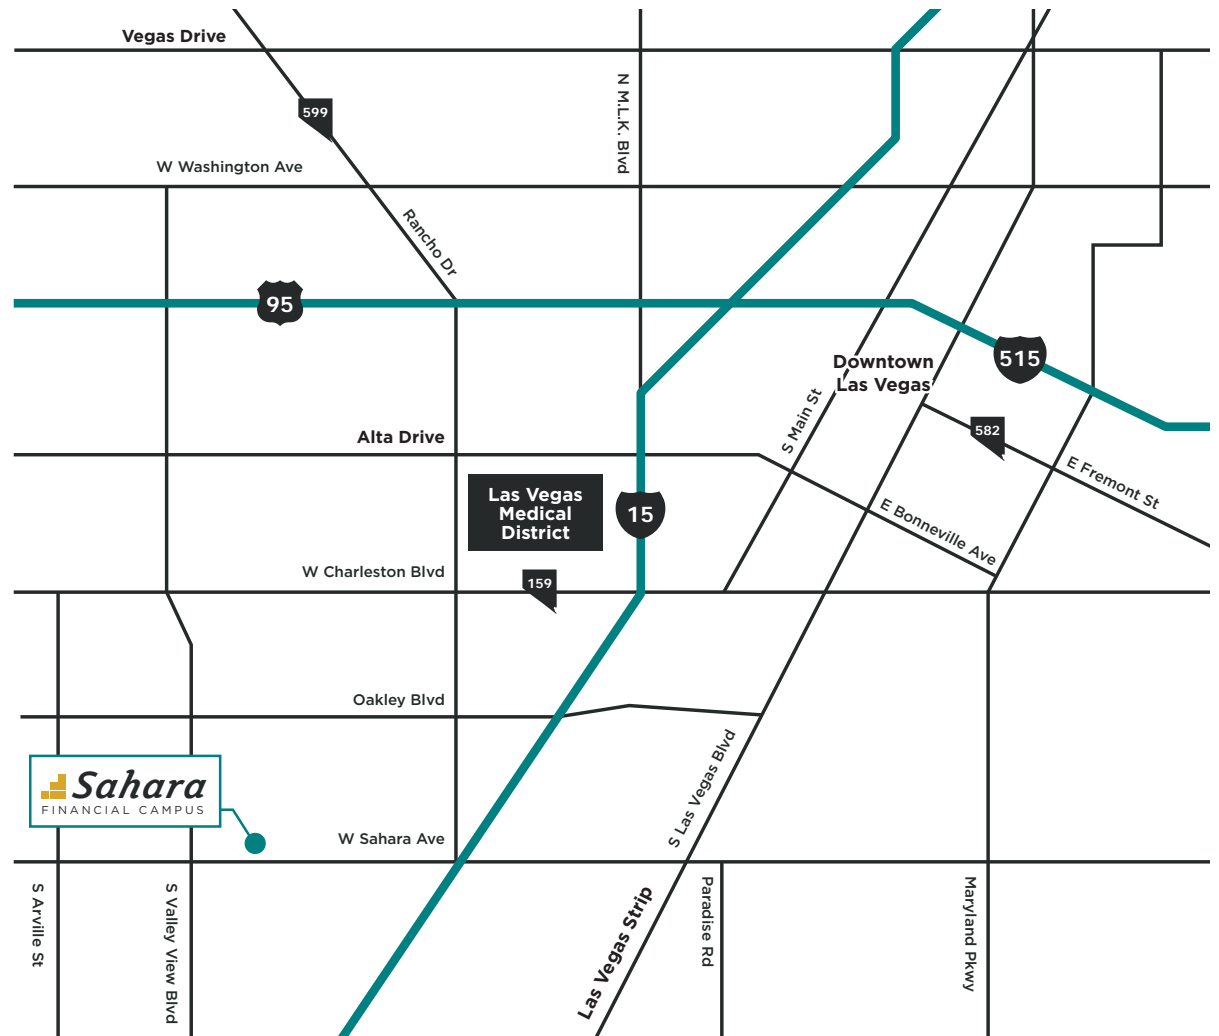 Vegas Drive
N M.L.K. Blvd
599
W Washington Ave
Rancho Dr
95
515
Downtown
Las Vegas
S Main St
582
Alta Drive
E Fremont St
Las Vegas
Medical
District
15
E Bonneville Ave
W Charleston Blvd
159
Oakley Blvd
S Las Vegas Blvd
Sahara
FINANCIAL CAMPUS
W Sahara Ave
S Arville St
S Valley View Blvd
Las Vegas Strip
Paradise Rd
Maryland Pkwy